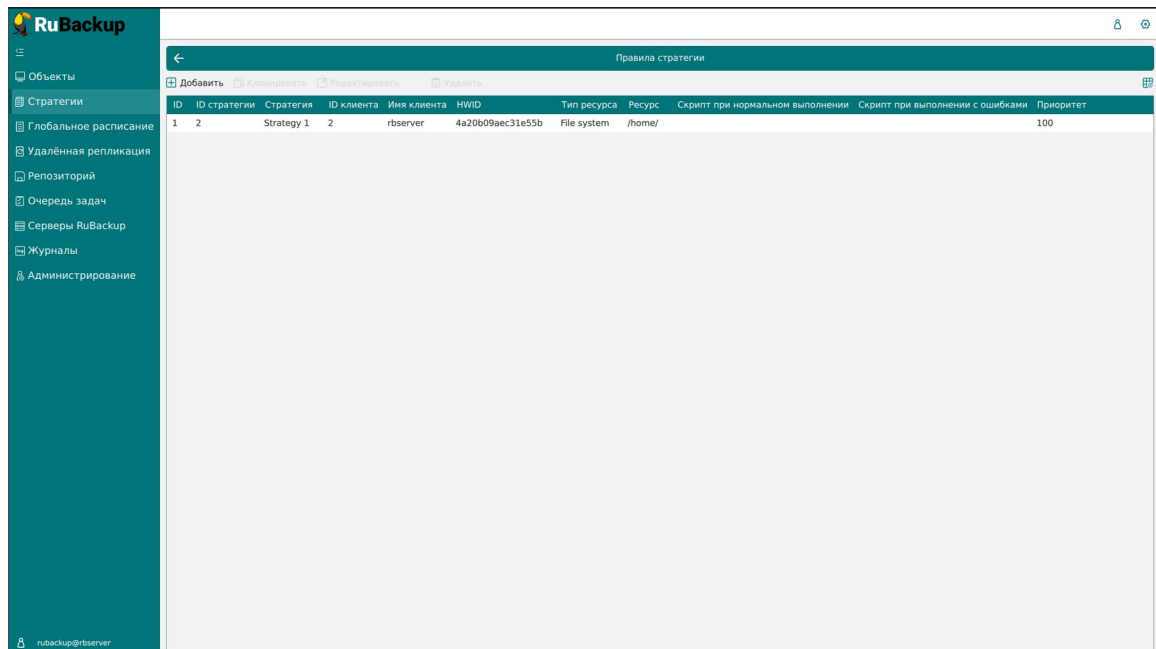 RuBackup
Объекты
Стратегии
Глобальное расписание
Удалённая репликация
Репозиторий
Очередь задач
Серверы RuBackup
Журналы
Администрирование
rubackup@rbserver
Правила стратегии
Добавить Клонировать Редактировать Удалить
ID ID стратегии Стратегия ID клиента Имя клиента HWID Тип ресурса Ресурс Скрипт при нормальном выполнении Скрипт при выполнении с ошибками Приоритет
1 2 Strategy 1 2 rbserver 4a20b09aec31e55b File system /home/ 100